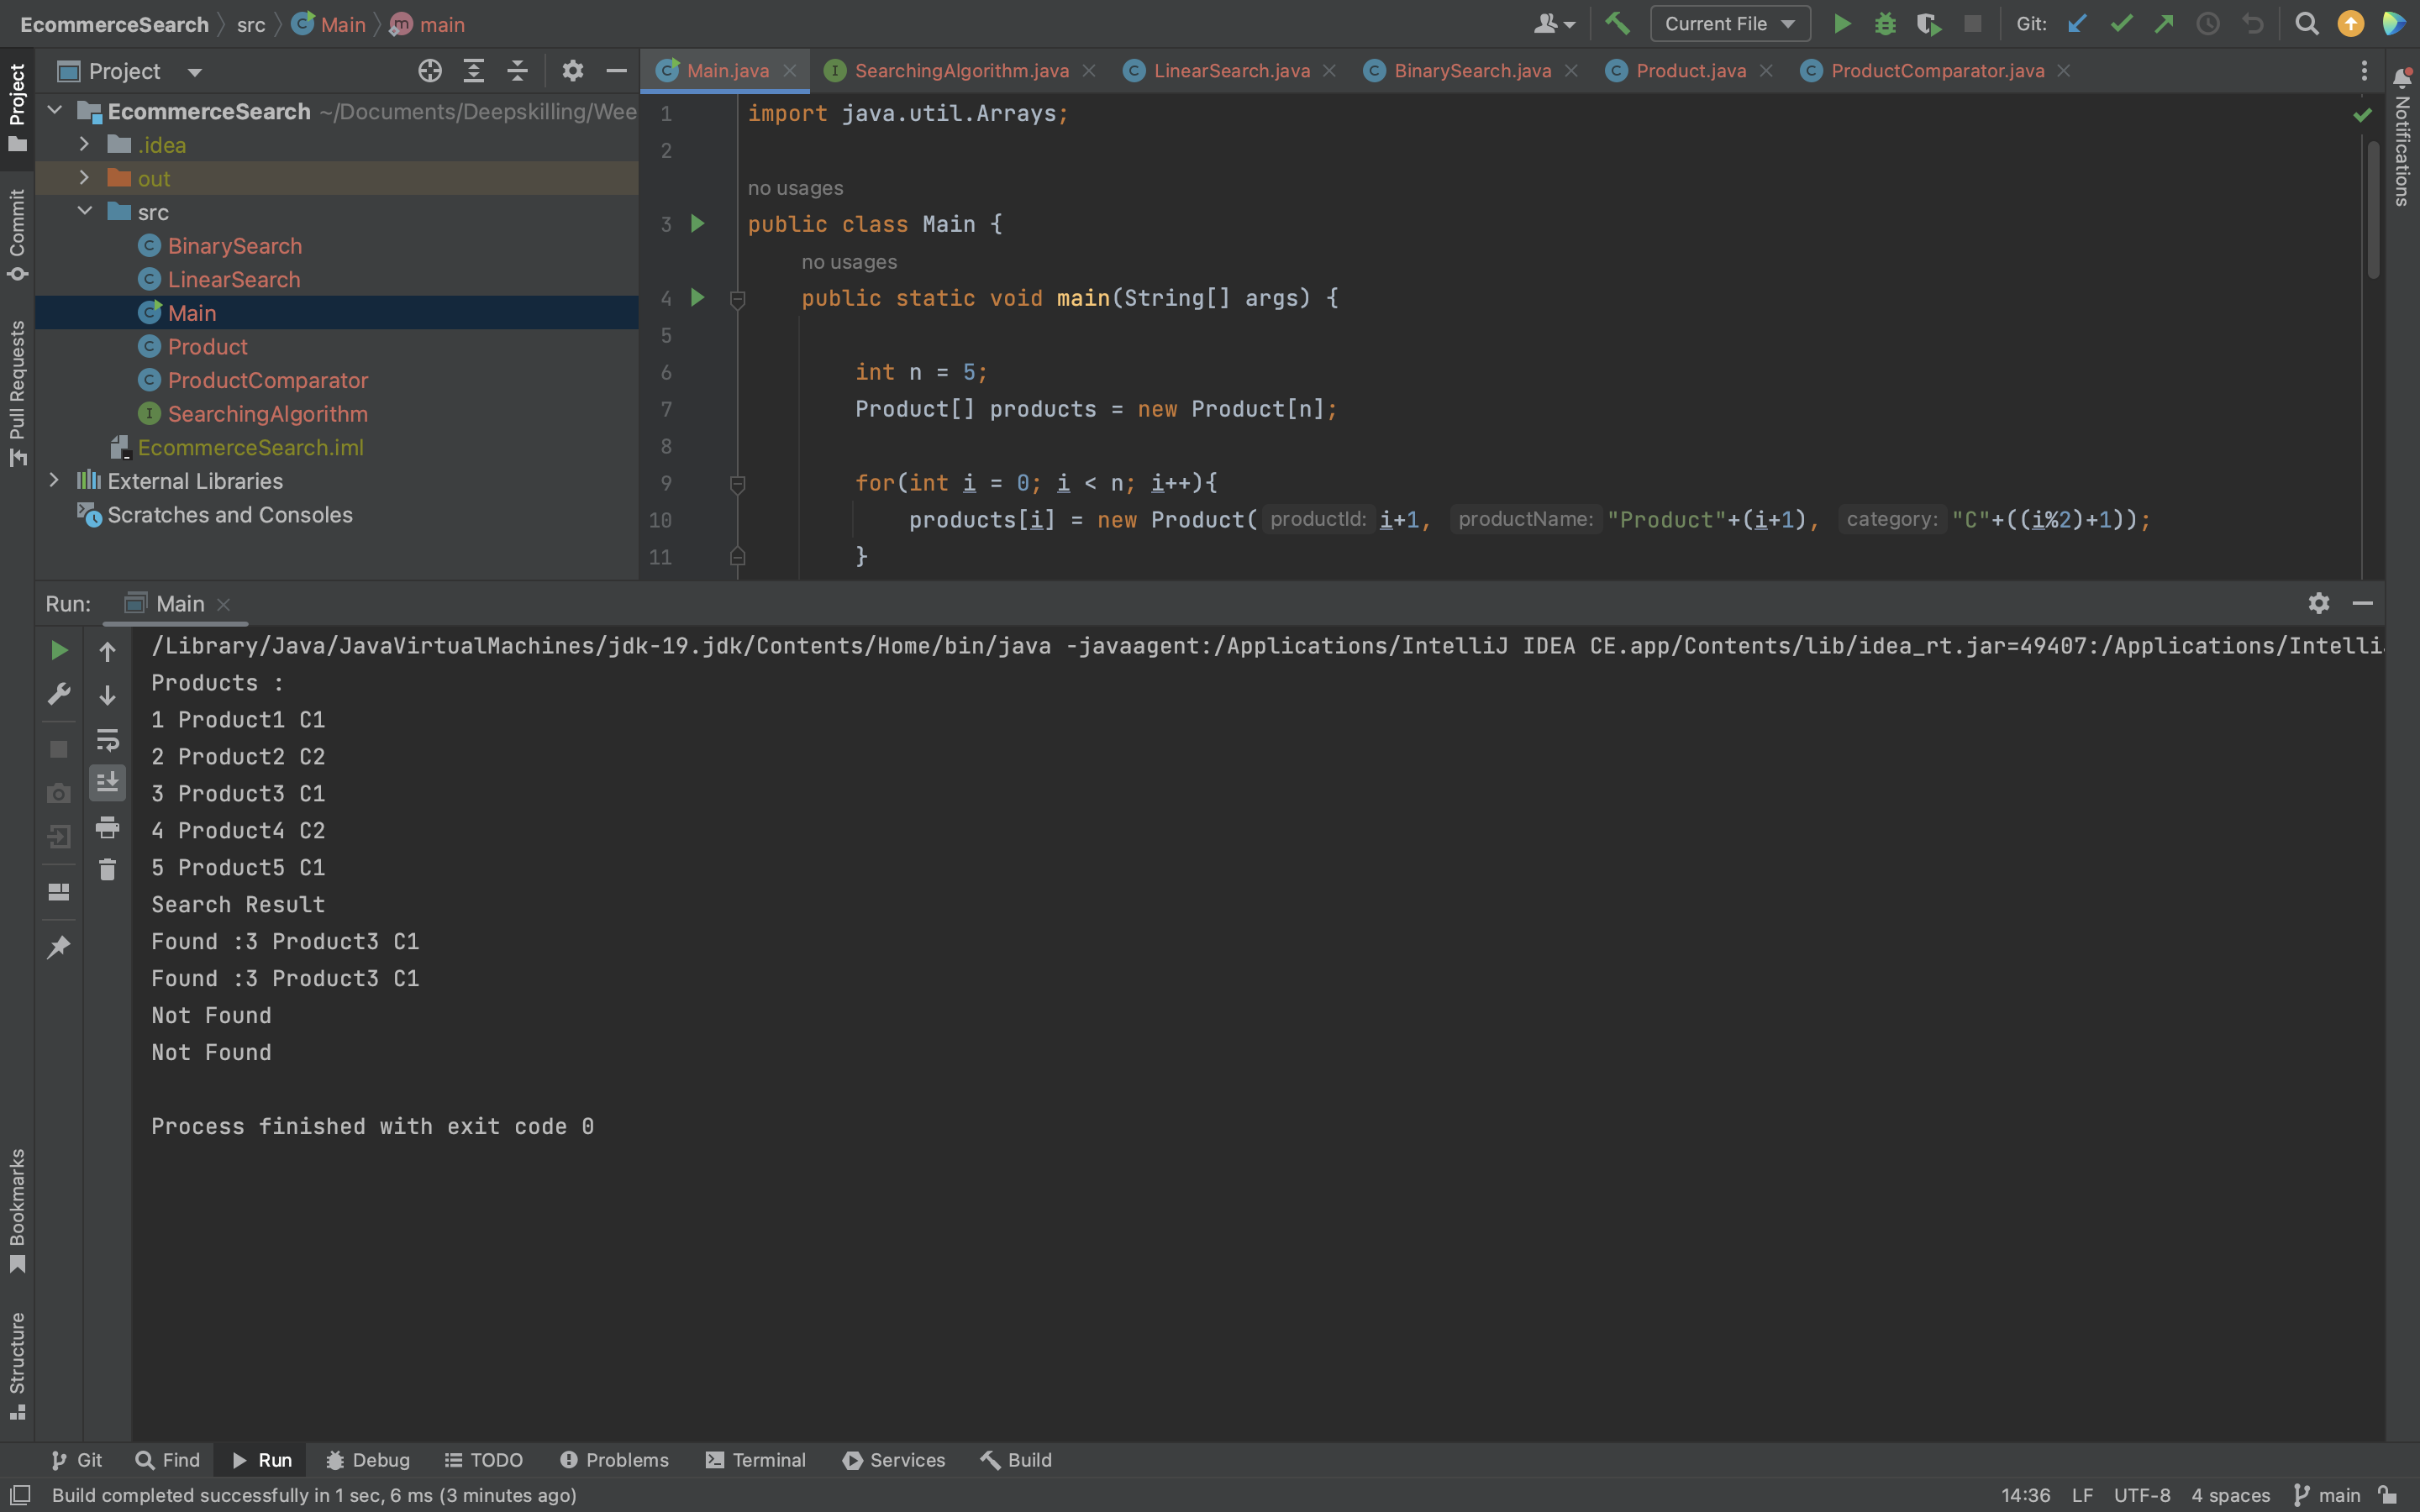 EcommerceSearch src Main main
Current File
Git:
Project
Main.java SearchingAlgorithm.java LinearSearch.java BinarySearch.java Product.java ProductComparator.java
Project
Commit
Pull Requests
EcommerceSearch ~/Documents/Deepskilling/Wee
.idea
out
src
BinarySearch
LinearSearch
Main
Product
ProductComparator
SearchingAlgorithm
EcommerceSearch.iml
External Libraries
Scratches and Consoles
1 import java.util.Arrays;
2
no usages
3 public class Main {
no usages
4 public static void main(String[] args) {
5
6 int n = 5;
7 Product[] products = new Product[n];
8
9 for(int i = 0; i < n; i++){
10 products[i] = new Product( productId: i+1, productName: "Product"+(i+1), category: "C"+((i%2)+1));
11 }
Notifications
Run: Main
/Library/Java/JavaVirtualMachines/jdk-19.jdk/Contents/Home/bin/java -javaagent:/Applications/IntelliJ IDEA CE.app/Contents/lib/idea_rt.jar=49407:/Applications/Intelli
Products :
1 Product1 C1
2 Product2 C2
3 Product3 C1
4 Product4 C2
5 Product5 C1
Search Result
Found :3 Product3 C1
Found :3 Product3 C1
Not Found
Not Found
Process finished with exit code 0
Bookmarks
Structure
Git Find Run Debug TODO Problems Terminal Services Build
Build completed successfully in 1 sec, 6 ms (3 minutes ago)
14:36 LF UTF-8 4 spaces main